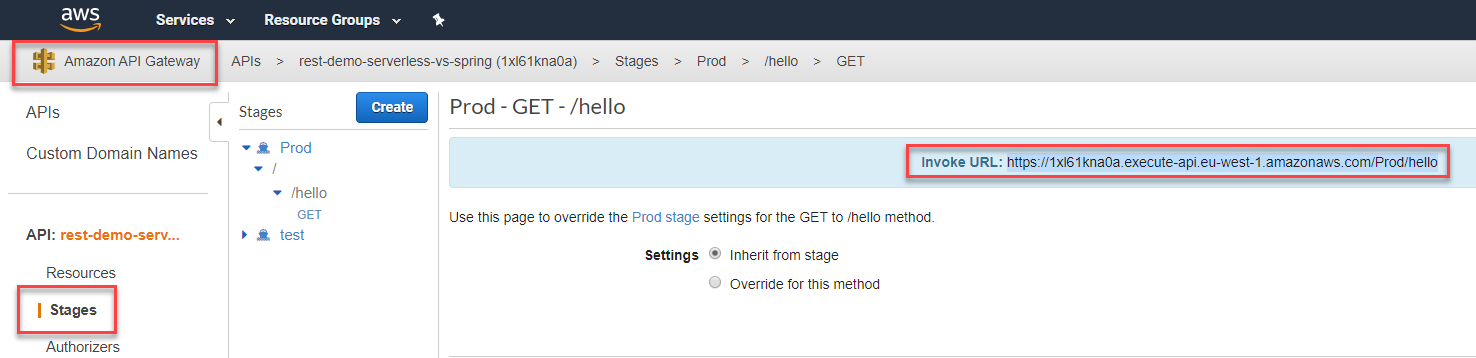 aws Services Resource Groups
Amazon API Gateway APIs > rest-demo-serverless-vs-spring (1xl61kna0a) > Stages > Prod > /hello > GET
APIs
Custom Domain Names
API: rest-demo-serv...
Resources
Stages
Authorizers
Stages Create
Prod
/
/hello
GET
test
Prod - GET - /hello
Invoke URL: https://1xl61kna0a.execute-api.eu-west-1.amazonaws.com/Prod/hello
Use this page to override the Prod stage settings for the GET to /hello method.
Settings Inherit from stage
Override for this method